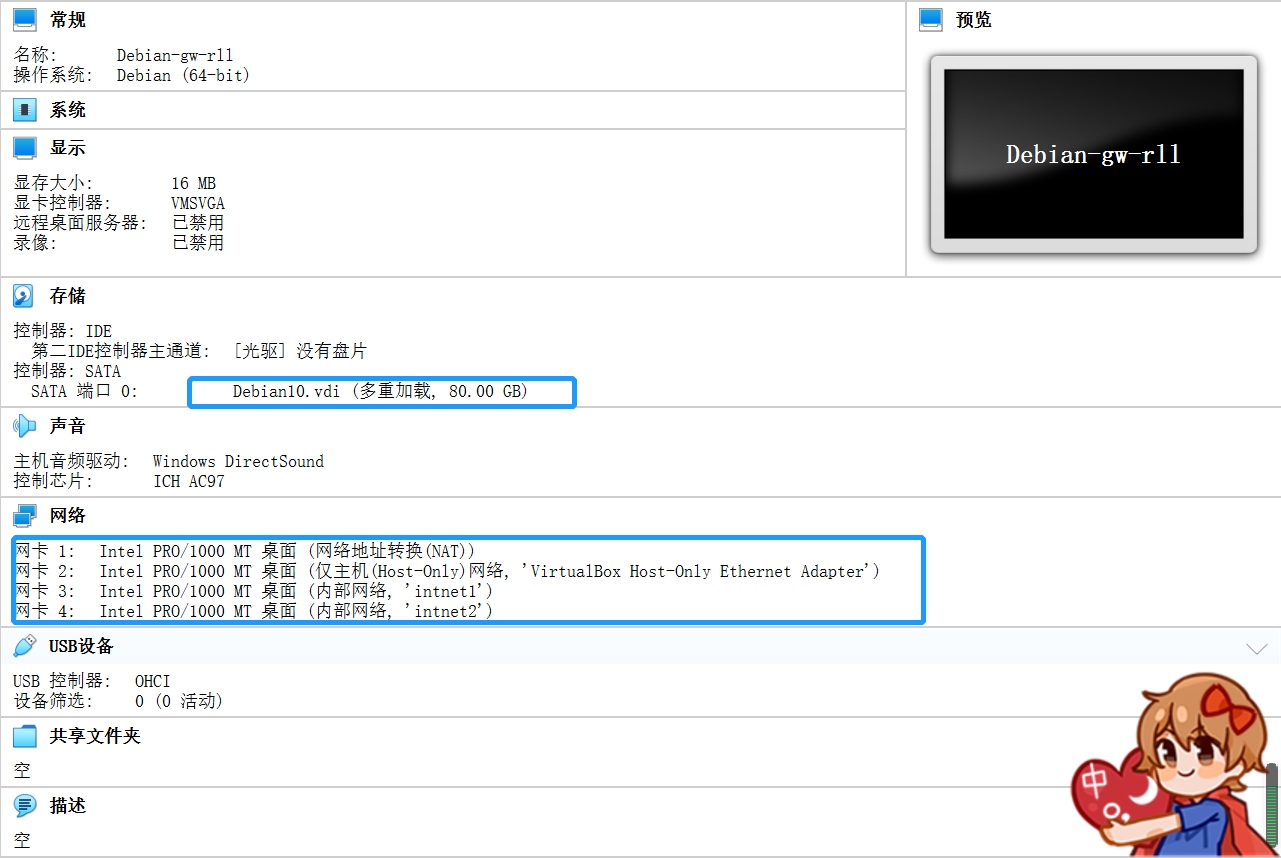 常规
名称: Debian-gw-rll
操作系统: Debian (64-bit)
预览
Debian-gw-rll
系统
显示
显存大小: 16 MB
显卡控制器: VMSVGA
远程桌面服务器: 已禁用
录像: 已禁用
存储
控制器: IDE
第二IDE控制器主通道: [光驱] 没有盘片
控制器: SATA
SATA 端口 0: Debian10.vdi (多重加载, 80.00 GB)
声音
主机音频驱动: Windows DirectSound
控制芯片: ICH AC97
网络
网卡 1: Intel PRO/1000 MT 桌面 (网络地址转换(NAT))
网卡 2: Intel PRO/1000 MT 桌面 (仅主机(Host-Only)网络, 'VirtualBox Host-Only Ethernet Adapter')
网卡 3: Intel PRO/1000 MT 桌面 (内部网络, 'intnet1')
网卡 4: Intel PRO/1000 MT 桌面 (内部网络, 'intnet2')
USB设备
USB 控制器: OHCI
设备筛选: 0 (0 活动)
共享文件夹
空
描述
空
中